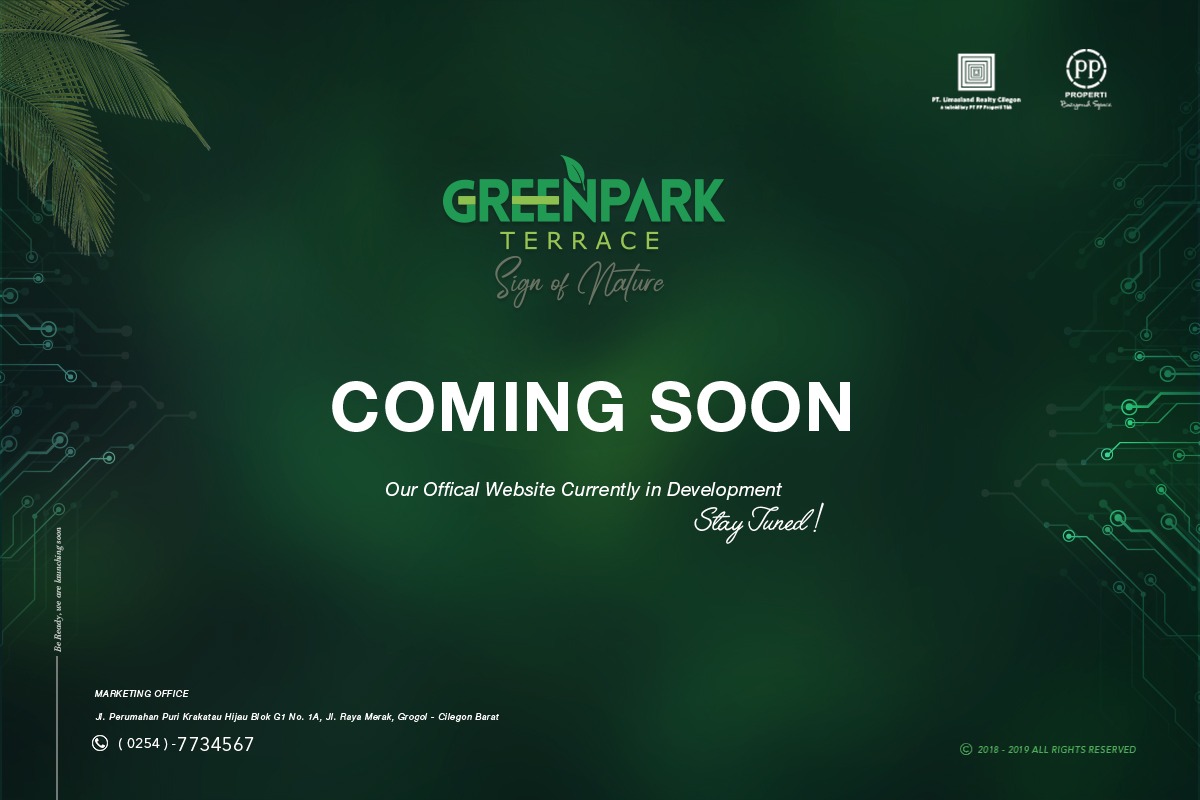 PT. Limasland Realty Cilegon
a subsidiary PT PP Properti Tbk
PP
PROPERTI
Beyond Space
GREENPARK
TERRACE
Sign of Nature
COMING SOON
Our Offical Website Currently in Development
Stay Tuned !
Be Ready, we are launching soon
MARKETING OFFICE
Jl. Perumahan Puri Krakatau Hijau Blok G1 No. 1A, Jl. Raya Merak, Grogol - Cilegon Barat
( 0254 ) -7734567
© 2018 - 2019 ALL RIGHTS RESERVED